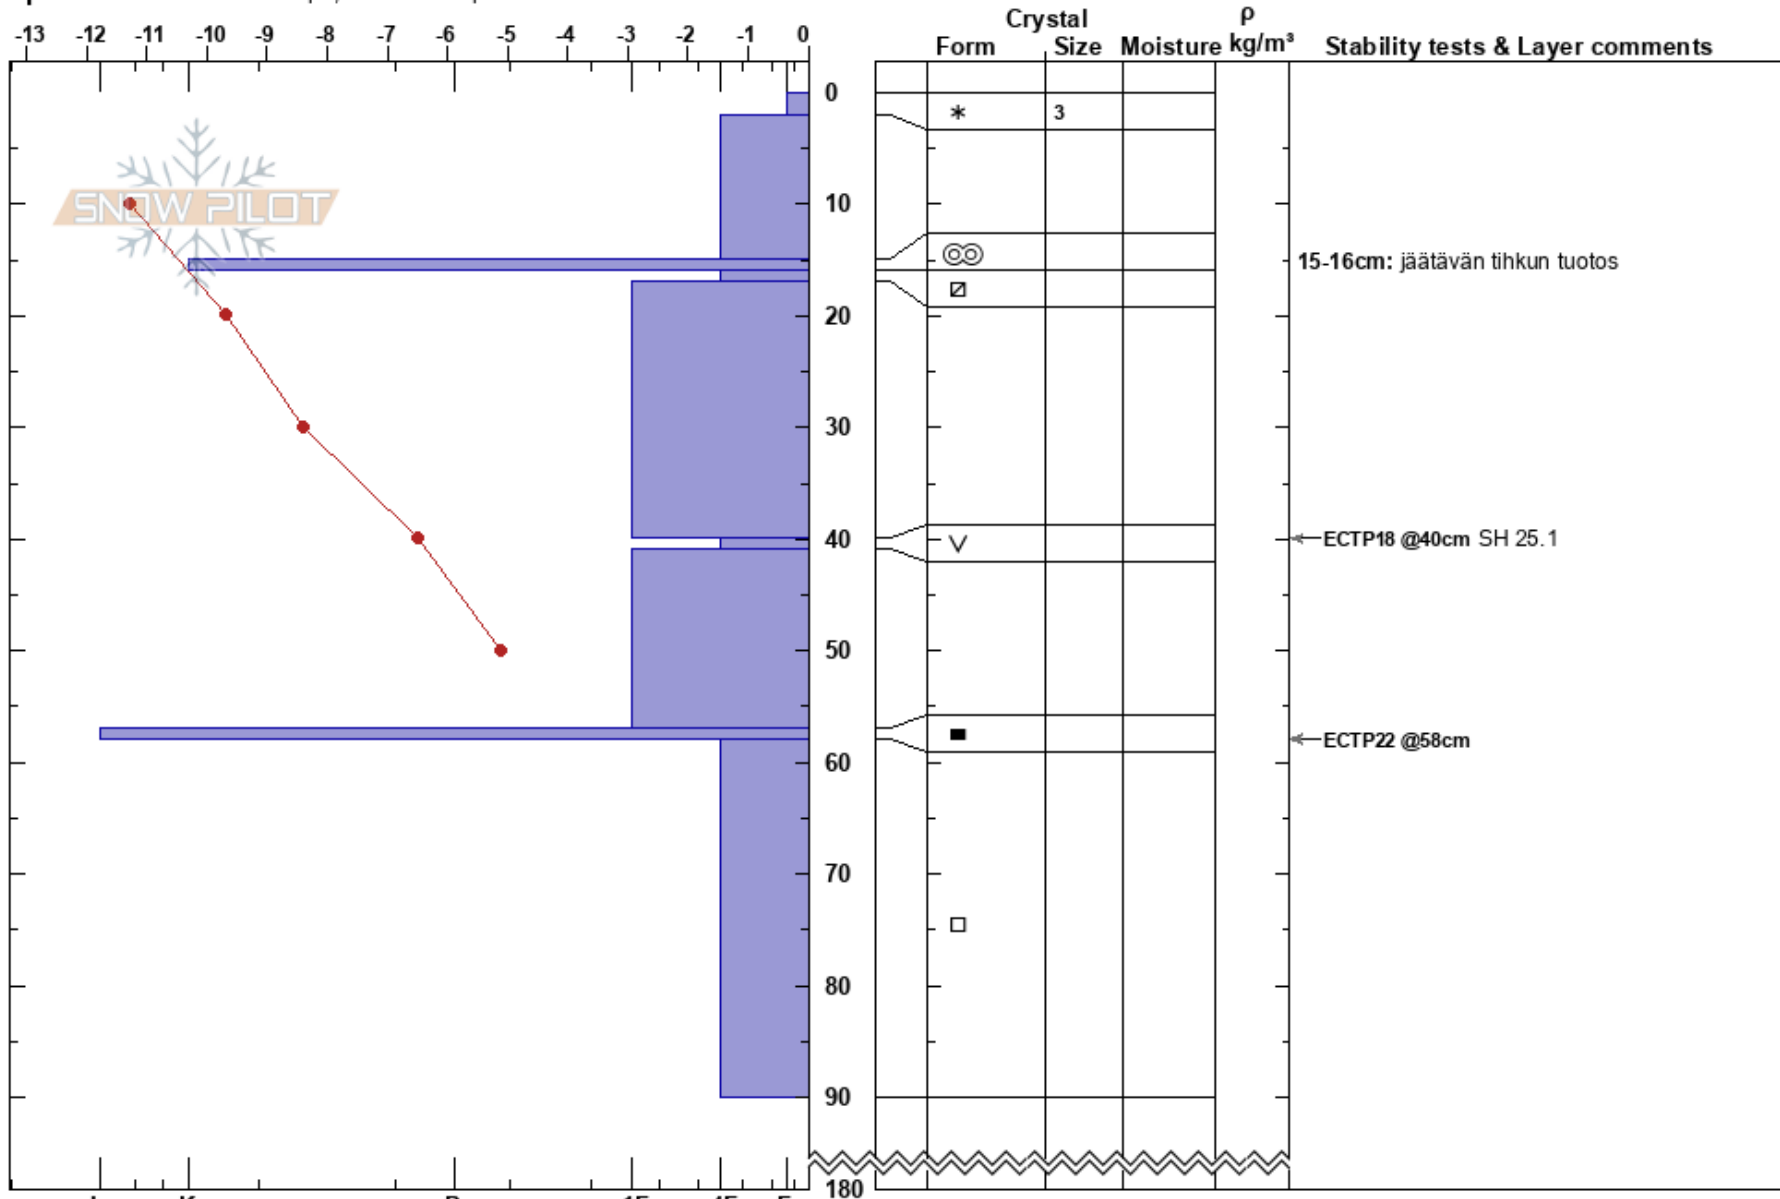 Crystal ρ
-13 -12 -11 -10 -9 -8 -7 -6 -5 -4 -3 -2 -1 0 Form Size Moisture kg/m³ Stability tests & Layer comments
0
3
SNOW PILOT
10
15-16cm: jäätävän tihkun tuotos
20
30
40 ECTP18 @40cm SH 25.1
50
ECTP22 @58cm
60
70
80
90
180